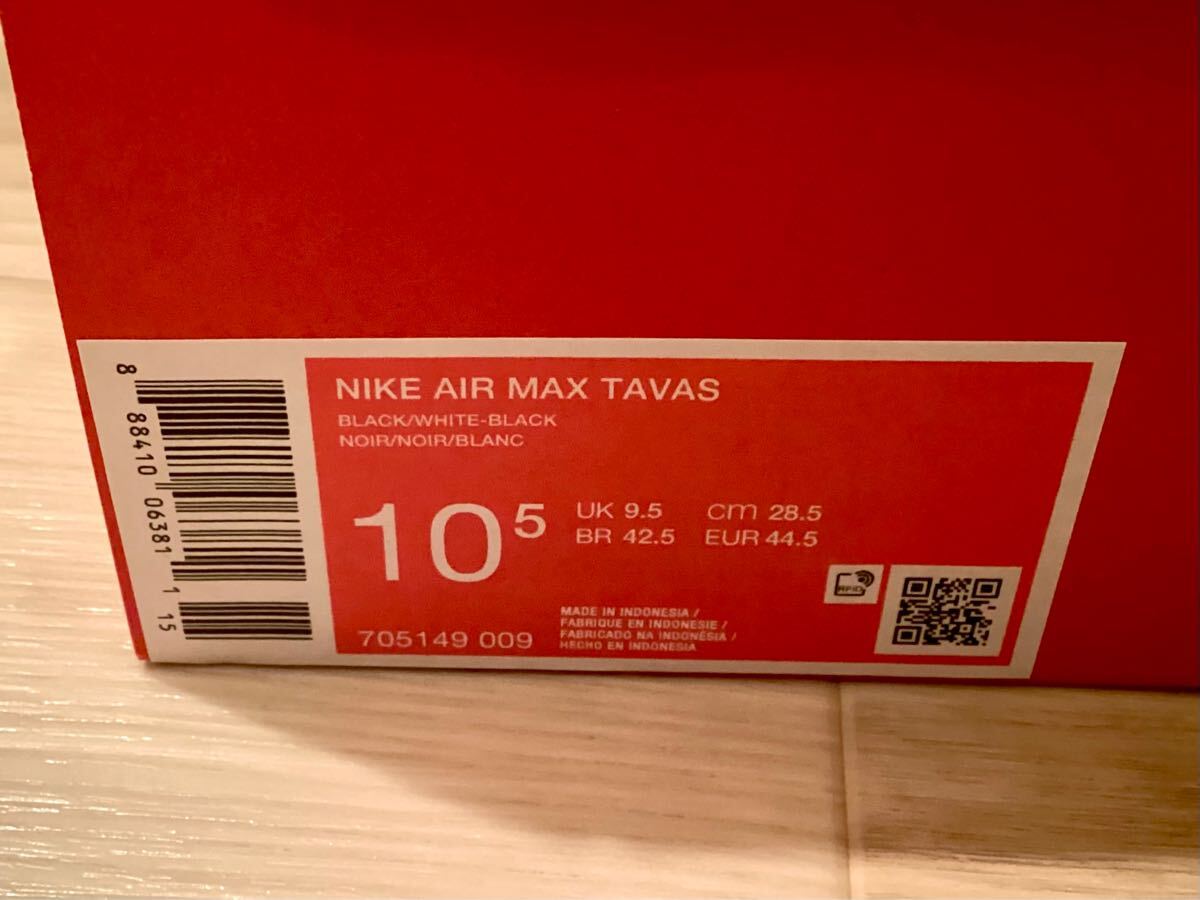 NIKE AIR MAX TAVAS
BLACK/WHITE-BLACK
NOIR/NOIR/BLANC
10 5
UK 9.5 cm 28.5
BR 42.5 EUR 44.5
705149 009
MADE IN INDONESIA /
FABRIQUE EN INDONESIE /
FABRICADO NA INDONÉSIA /
HECHO EN INDONESIA
RFID
8 88410 06381 1 15